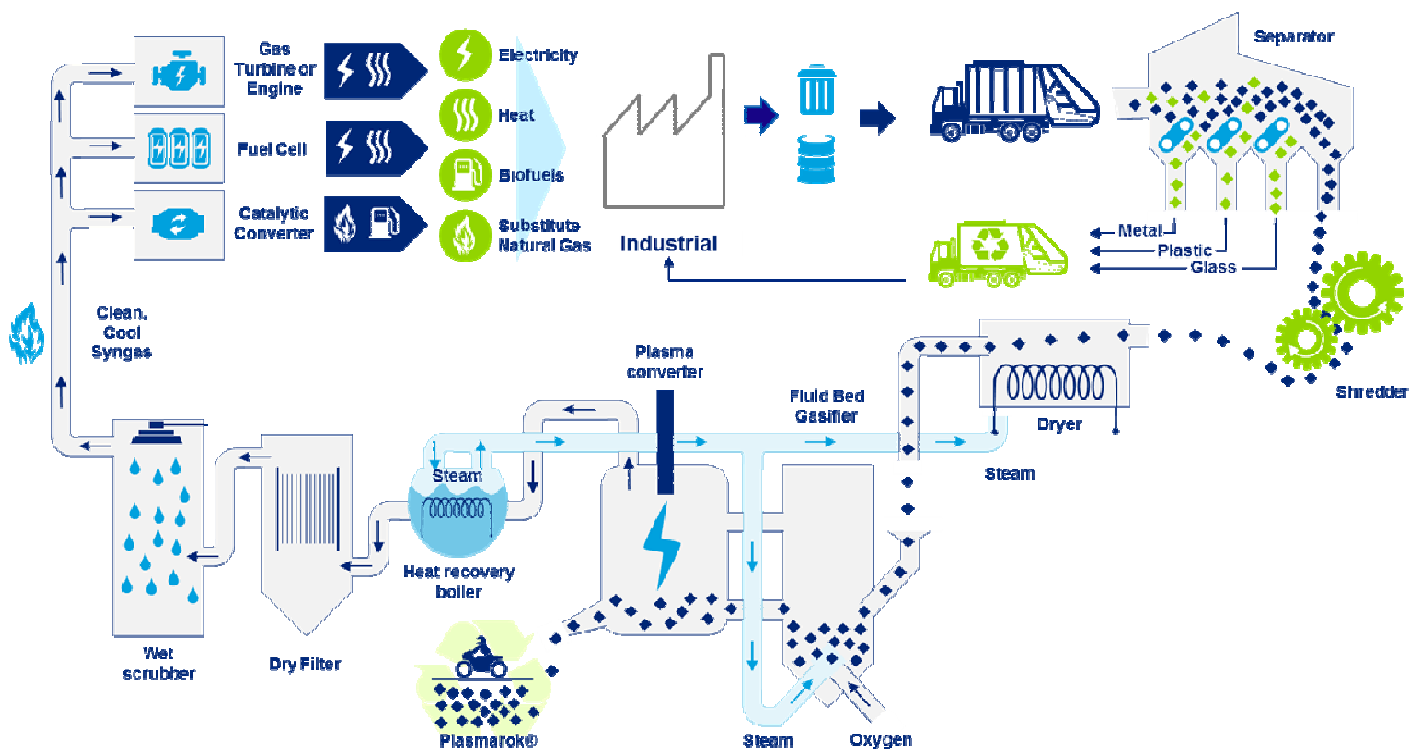 Gas
Turbine or
Engine
Electricity
Separator
Heat
Fuel Cell
Biofuels
Catalytic
Converter
Substitute
Natural Gas
Industrial
Metal
Plastic
Glass
Clean,
Cool
Syngas
Plasma
converter
Fluid Bed
Gasifier
Shredder
Dryer
Steam
Steam
Heat recovery
boiler
Wet
scrubber
Dry Filter
Plasmarok®
Steam
Oxygen